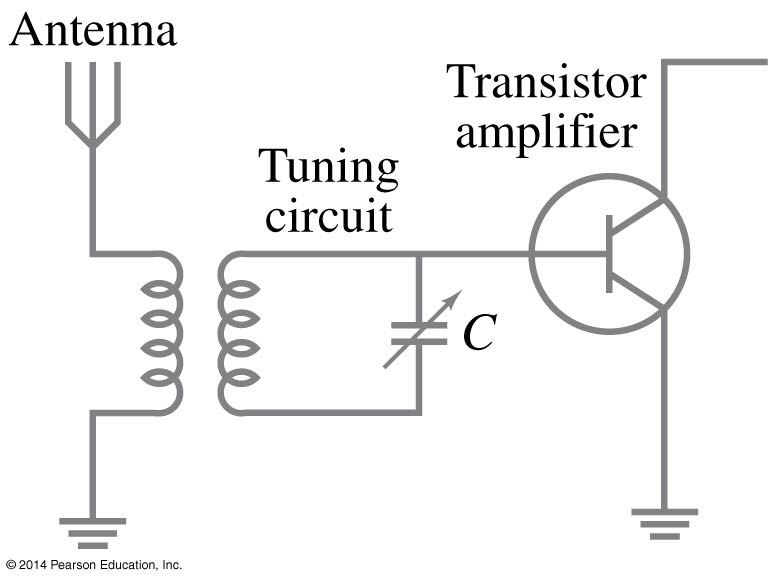 Antenna
Transistor
amplifier
Tuning
circuit
C
© 2014 Pearson Education, Inc.